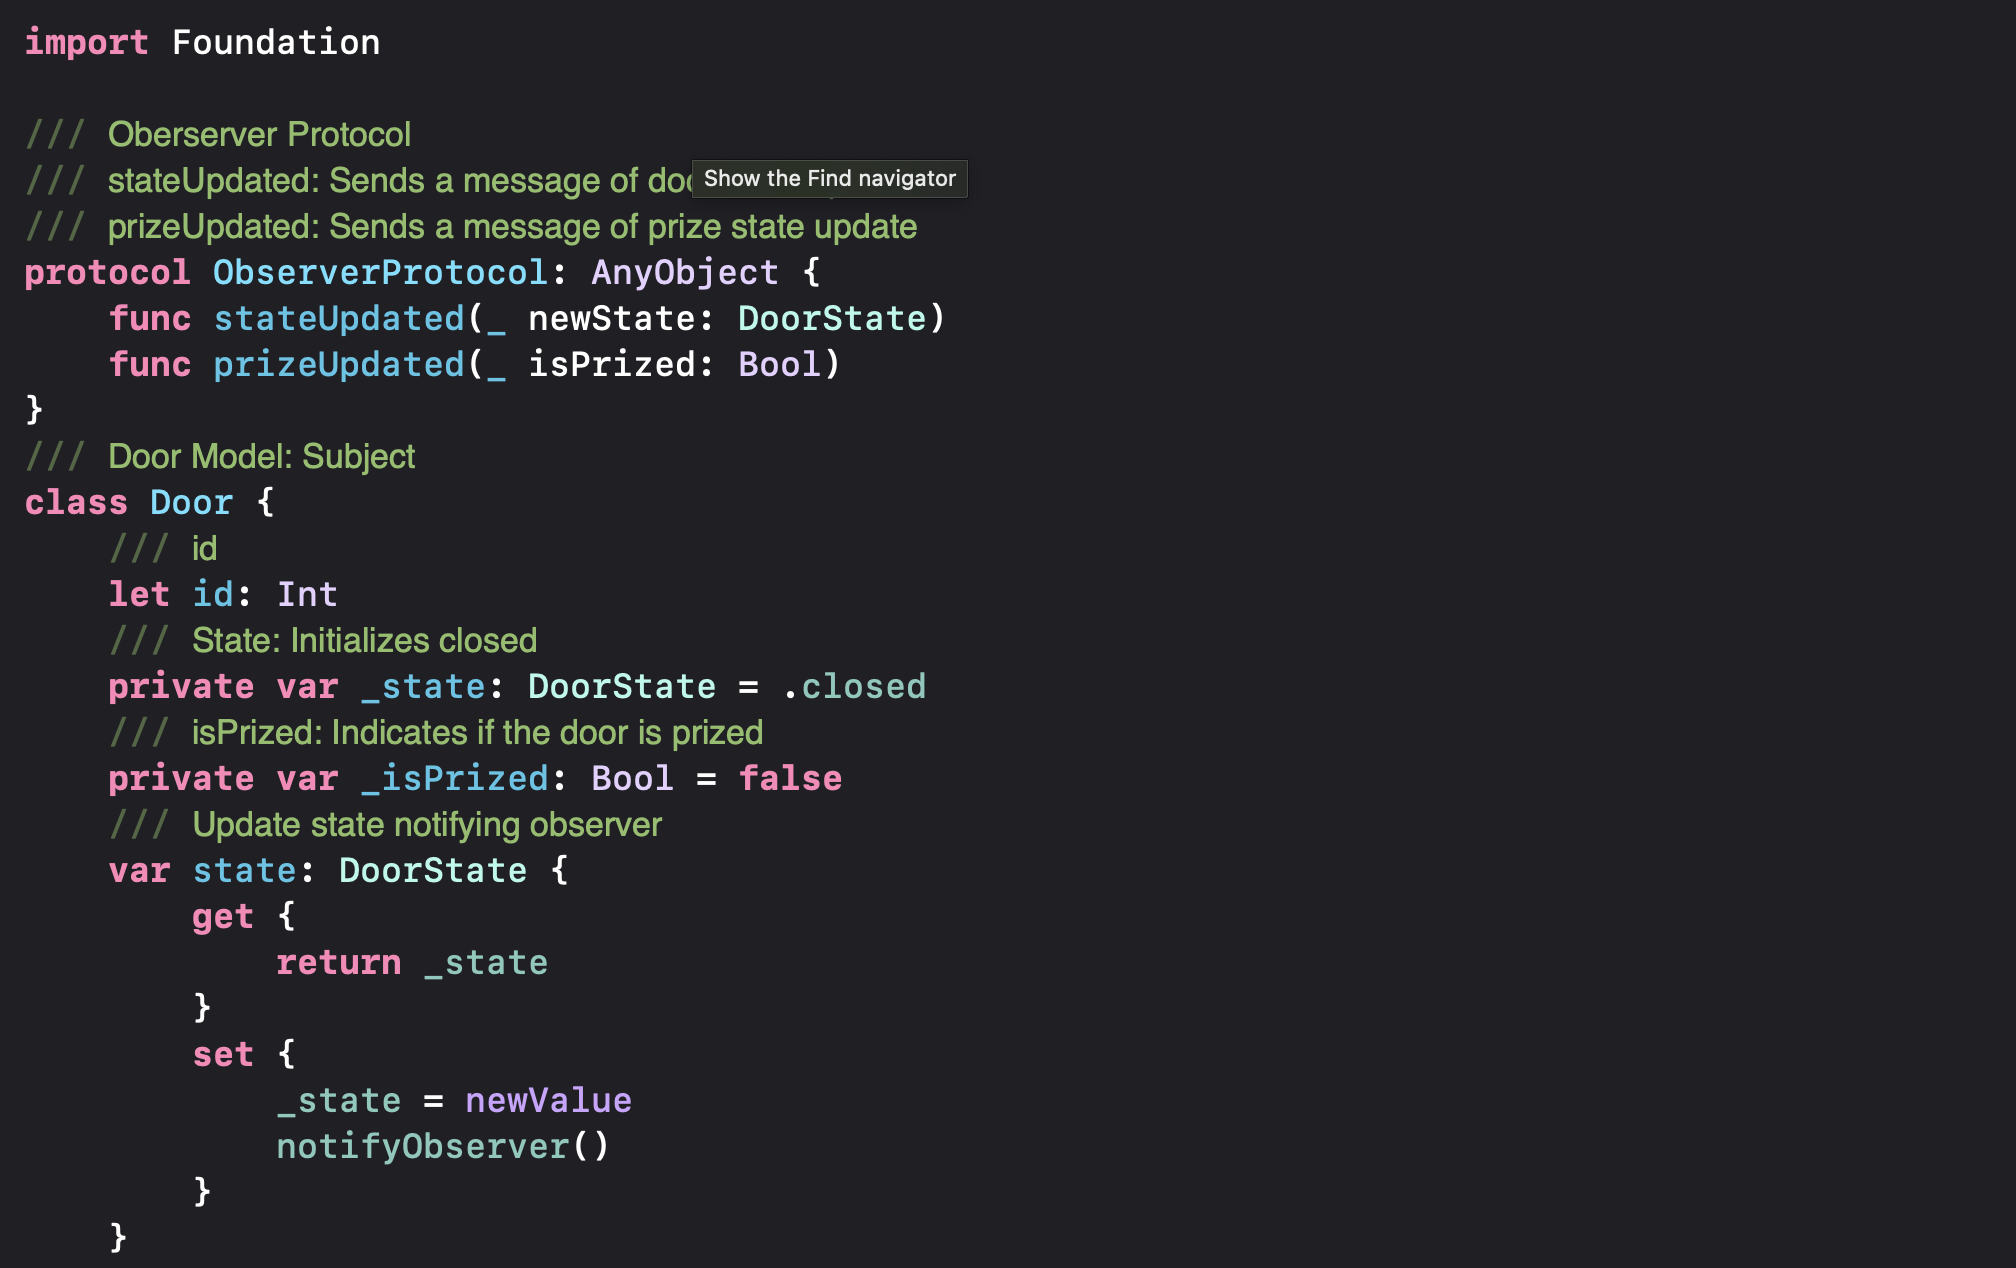 import Foundation
/// Oberserver Protocol
/// stateUpdated: Sends a message of
Show the Find navigator
/// prizeUpdated: Sends a message of prize state update
protocol ObserverProtocol: AnyObject {
    func stateUpdated(_ newState: DoorState)
    func prizeUpdated(_ isPrized: Bool)
}
/// Door Model: Subject
class Door {
    /// id
    let id: Int
    /// State: Initializes closed
    private var _state: DoorState = .closed
    /// isPrized: Indicates if the door is prized
    private var _isPrized: Bool = false
    /// Update state notifying observer
    var state: DoorState {
        get {
            return _state
        }
        set {
            _state = newValue
            notifyObserver()
        }
    }